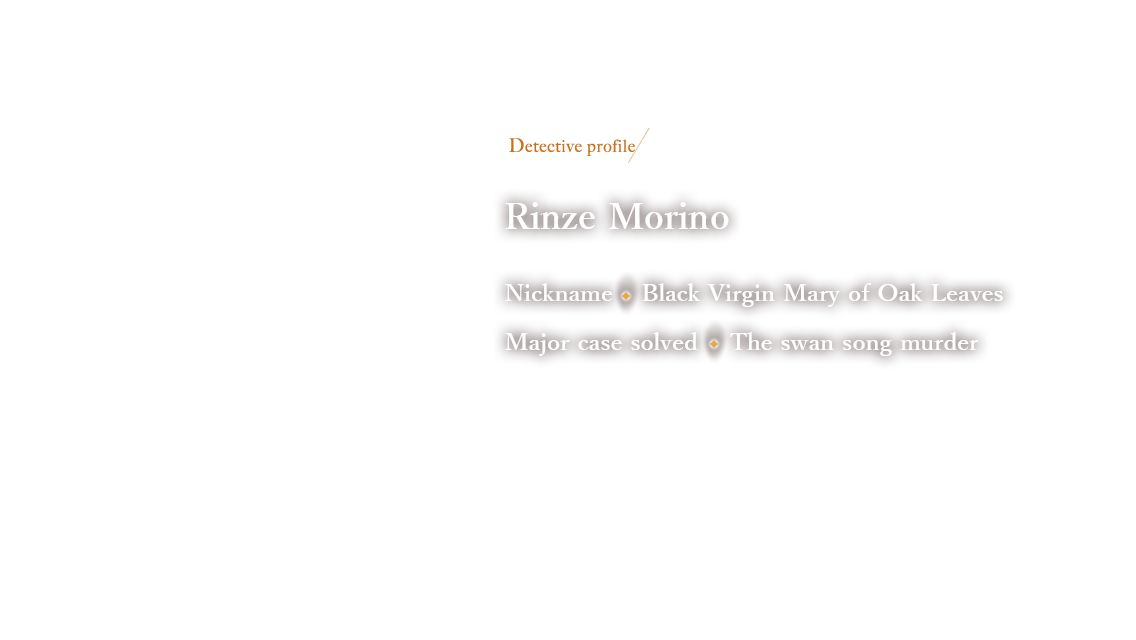 Detective profile
Rinze Morino
Nickname Black Virgin Mary of Oak Leaves
Major case solved The swan song murder